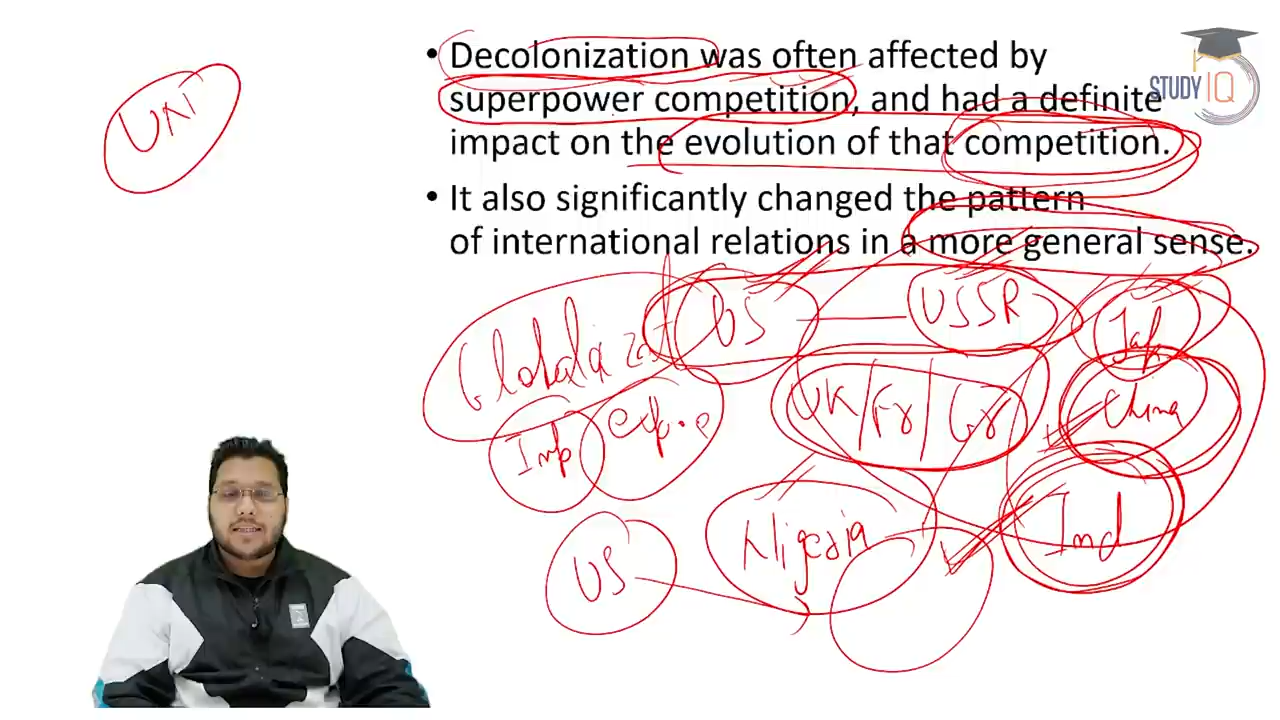 STUDY IQ
• Decolonization was often affected by
superpower competition, and had a definite
impact on the evolution of that competition.
• It also significantly changed the pattern
of international relations in a more general sense.
US
USSR
Jap
UK/Fr/Gr
China
Imp
US
Nigeria
Ind